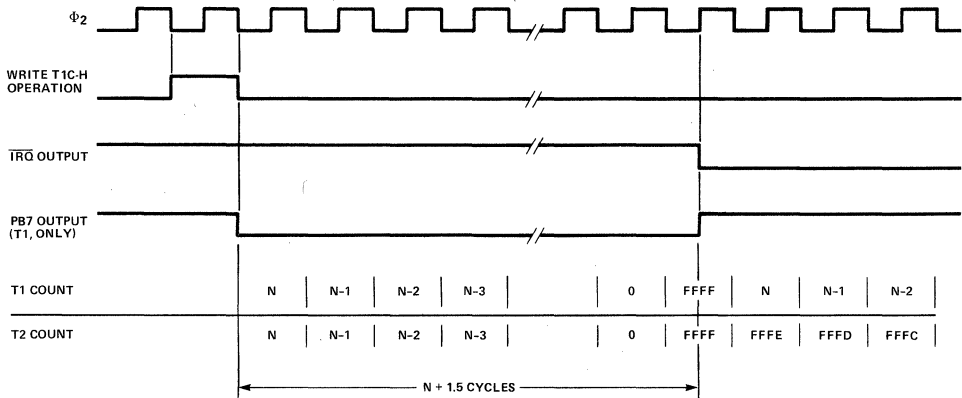 Φ2
WRITE T1C-H
OPERATION
IRQ OUTPUT
PB7 OUTPUT
(T1, ONLY)
T1 COUNT N N-1 N-2 N-3 0 FFFF N N-1 N-2
T2 COUNT N N-1 N-2 N-3 0 FFFF FFFE FFFD FFFC
N + 1.5 CYCLES